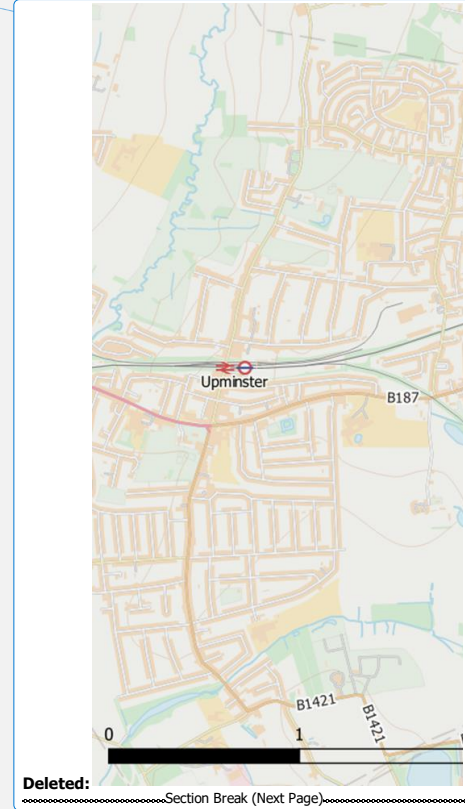 Upminster
B187
B1421
B1421
0 1
Deleted:
Section Break (Next Page)